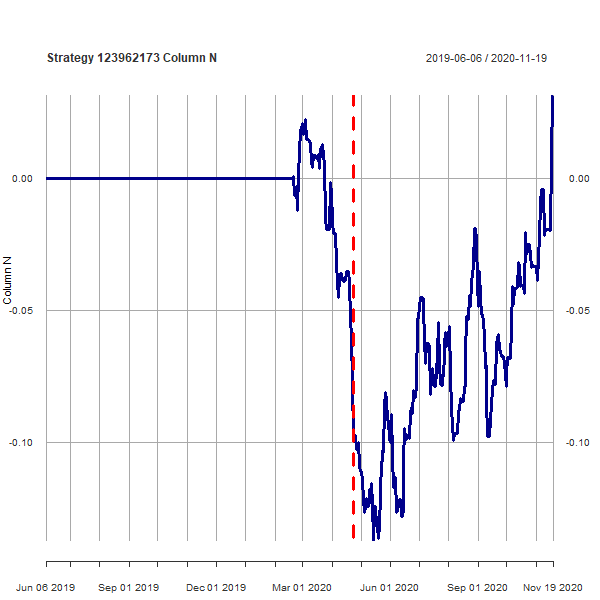 Strategy 123962173 Column N
2019-06-06 / 2020-11-19
0.00
0.00
Column N
-0.05
-0.05
-0.10
-0.10
Jun 06 2019
Sep 01 2019
Dec 01 2019
Mar 01 2020
Jun 01 2020
Sep 01 2020
Nov 19 2020